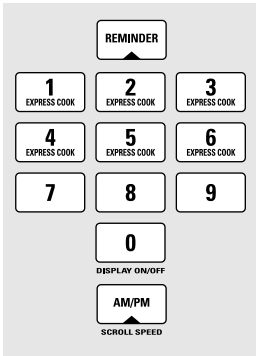 REMINDER
1 2 3
EXPRESS COOK EXPRESS COOK EXPRESS COOK
4 5 6
EXPRESS COOK EXPRESS COOK EXPRESS COOK
7 8 9
0
DISPLAY ON/OFF
AM/PM
SCROLL SPEED